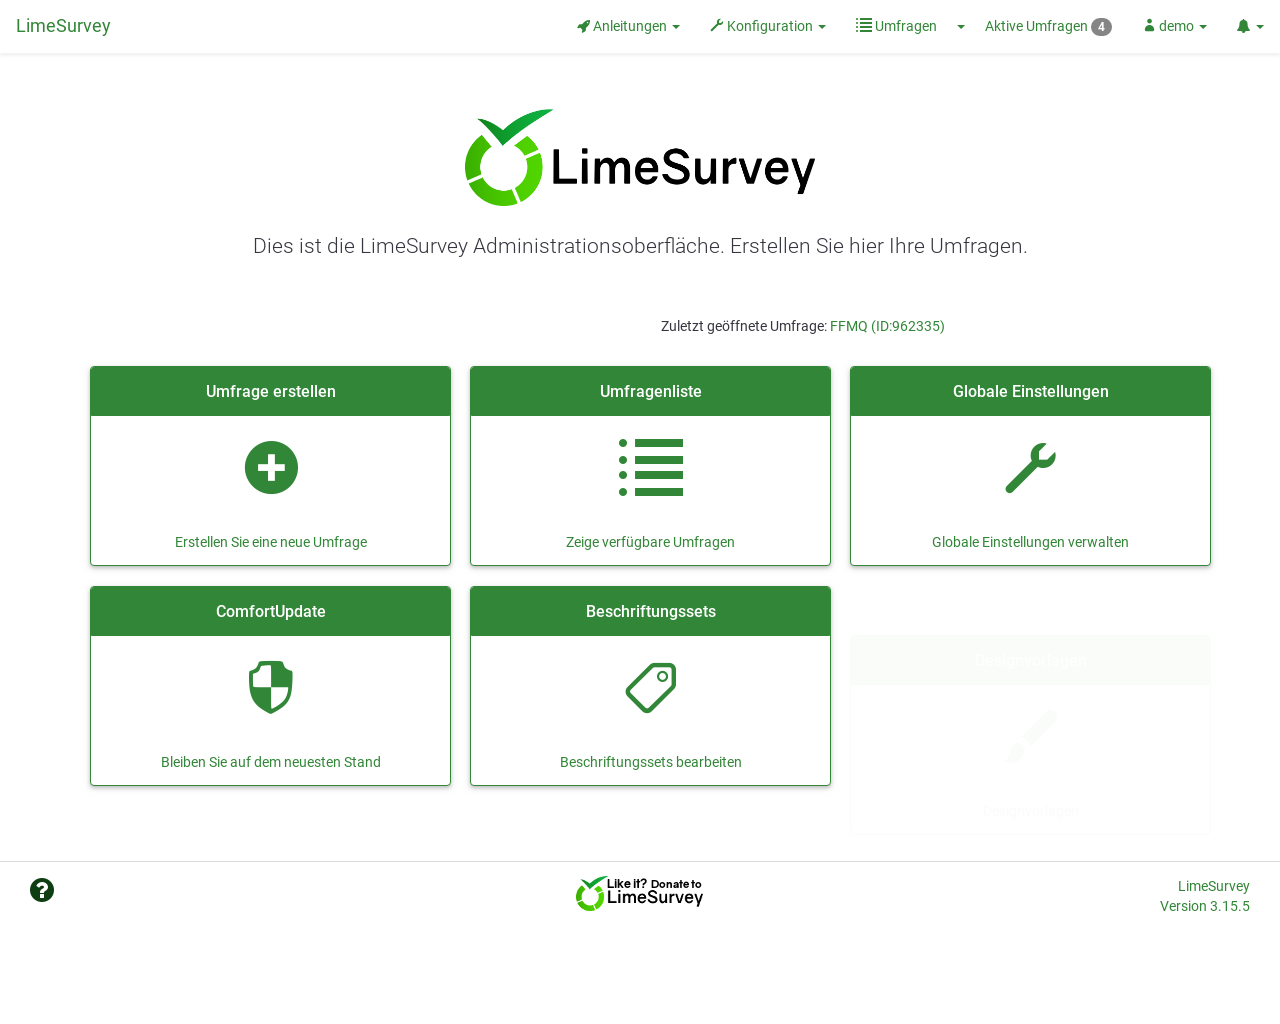 LimeSurvey
Anleitungen
Konfiguration
Umfragen
Aktive Umfragen 4
demo
LimeSurvey
Dies ist die LimeSurvey Administrationsoberfläche. Erstellen Sie hier Ihre Umfragen.
Zuletzt geöffnete Umfrage: FFMQ (ID:962335)
Umfrage erstellen
Erstellen Sie eine neue Umfrage
Umfragenliste
Zeige verfügbare Umfragen
Globale Einstellungen
Globale Einstellungen verwalten
ComfortUpdate
Bleiben Sie auf dem neuesten Stand
Beschriftungssets
Beschriftungssets bearbeiten
Like it? Donate to
LimeSurvey
LimeSurvey
Version 3.15.5